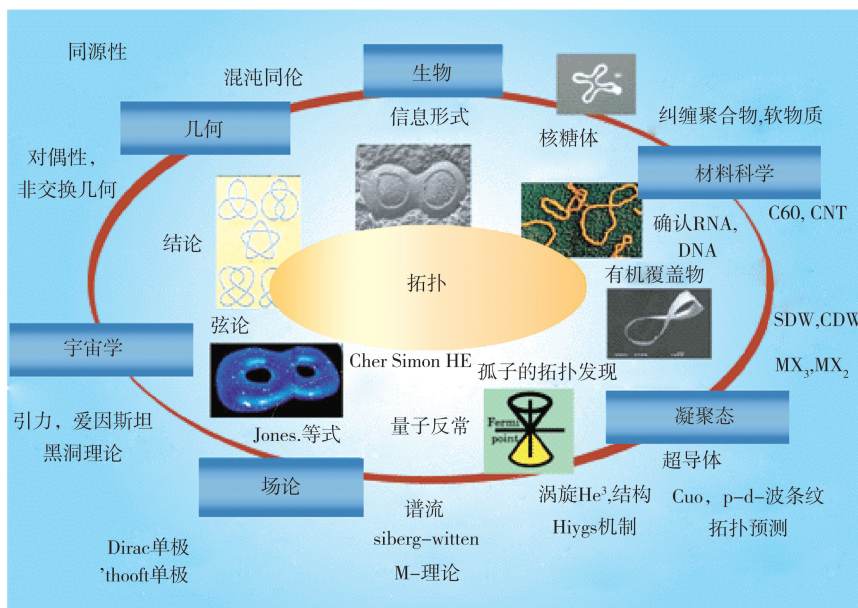 同源性
混沌同伦
生物
几何
信息形式
核糖体
纠缠聚合物,软物质
对偶性，
非交换几何
材料科学
C60, CNT
结论
确认RNA,
DNA
拓扑
有机覆盖物
弦论
SDW,CDW
宇宙学
Cher Simon HE
孤子的拓扑发现
MX₃,MX₂
引力，爱因斯坦
黑洞理论
Jones.等式
量子反常
Fermi
point
凝聚态
超导体
场论
谱流
siberg-witten
M-理论
涡旋He³,结构
Hiygs机制
Cuo，p-d-波条纹
拓扑预测
Dirac单极
'thooft单极